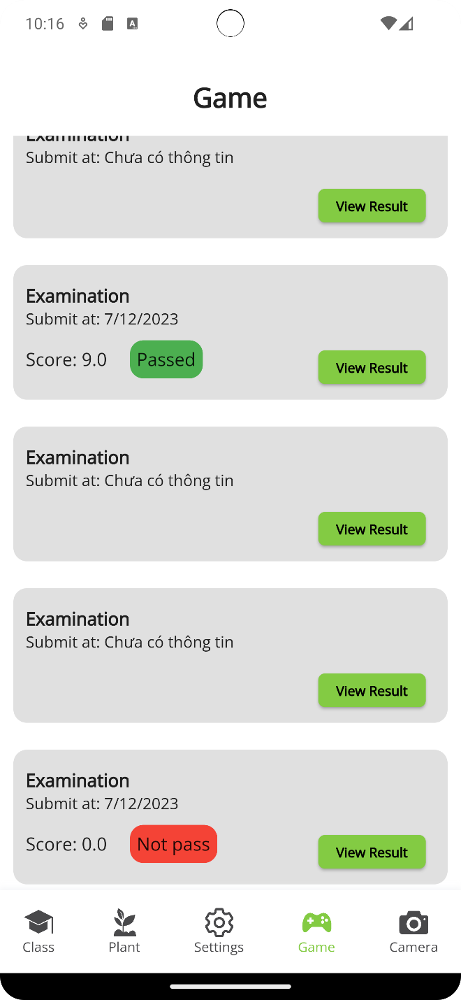 10:16
Game
Examination
Submit at: Chưa có thông tin
View Result
Examination
Submit at: 7/12/2023
Score: 9.0
Passed
View Result
Examination
Submit at: Chưa có thông tin
View Result
Examination
Submit at: Chưa có thông tin
View Result
Examination
Submit at: 7/12/2023
Score: 0.0
Not pass
View Result
Class
Plant
Settings
Game
Camera